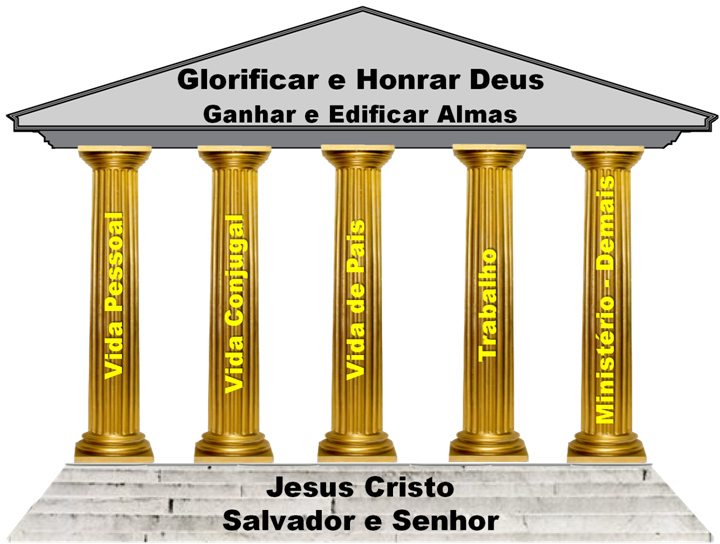 Glorificar e Honrar Deus
Ganhar e Edificar Almas
Vida Pessoal
Vida Conjugal
Vida de Pais
Trabalho
Ministério - Demais
Jesus Cristo
Salvador e Senhor